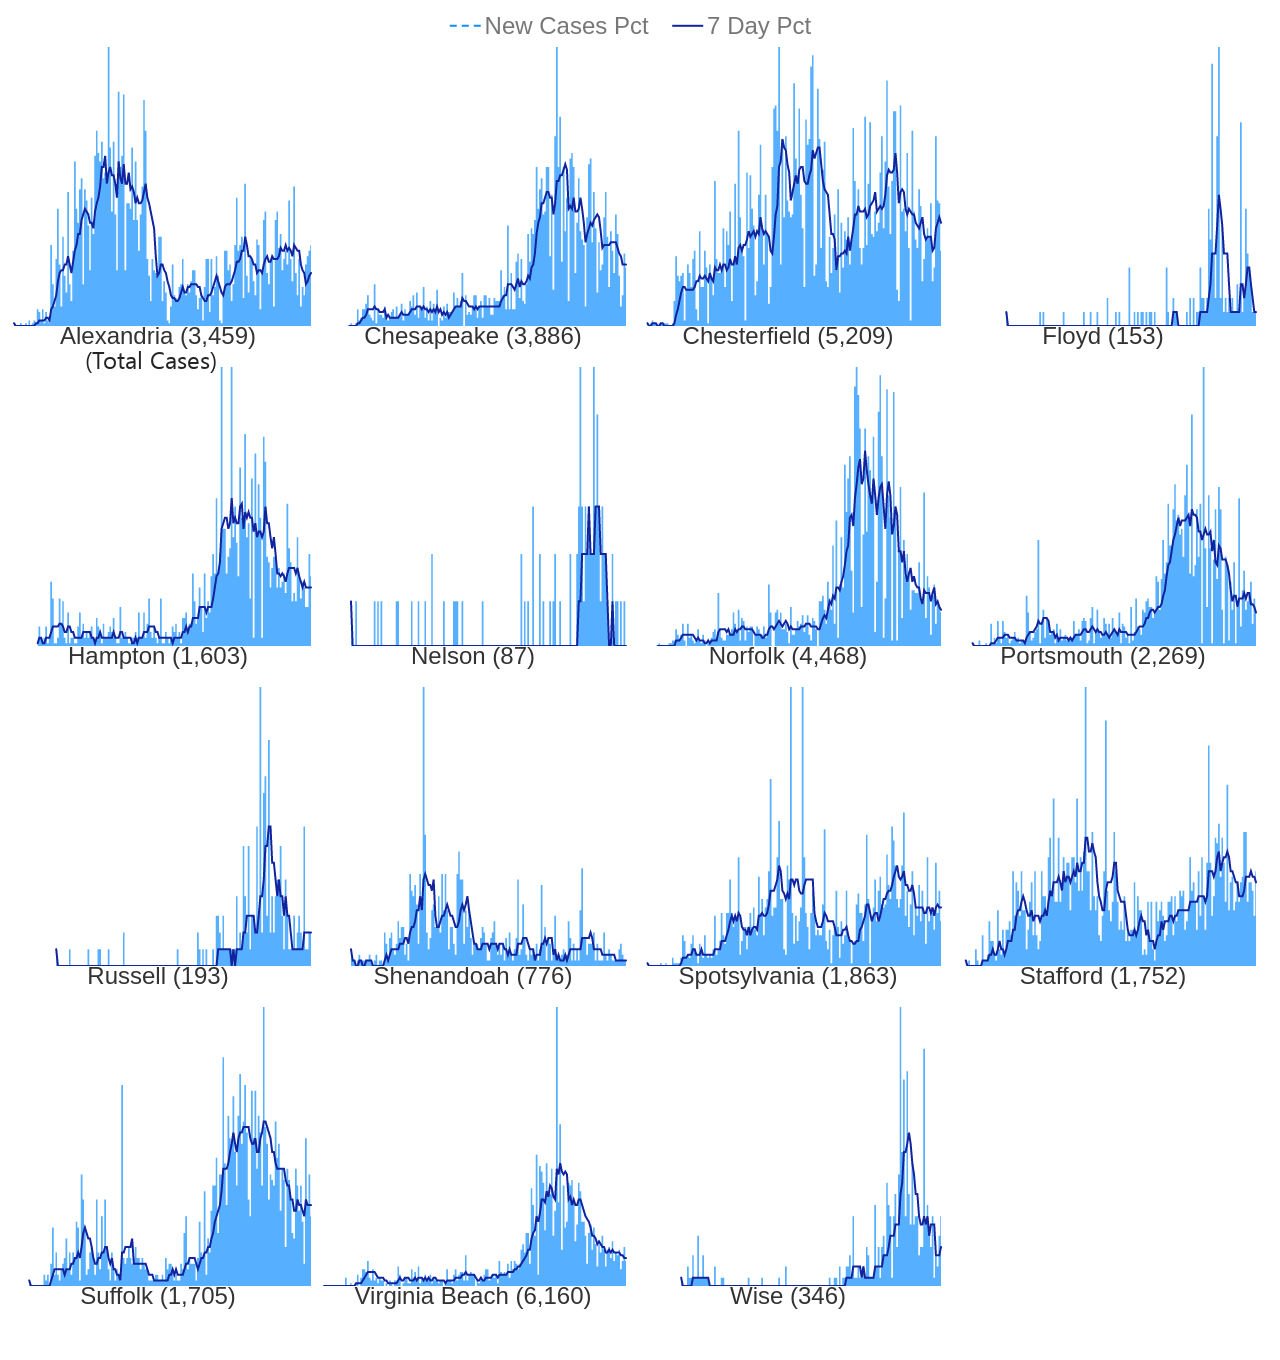 New Cases Pct 7 Day Pct
Alexandria (3,459) Chesapeake (3,886) Chesterfield (5,209) Floyd (153)
(Total Cases)
Hampton (1,603) Nelson (87) Norfolk (4,468) Portsmouth (2,269)
Russell (193) Shenandoah (776) Spotsylvania (1,863) Stafford (1,752)
Suffolk (1,705) Virginia Beach (6,160) Wise (346)